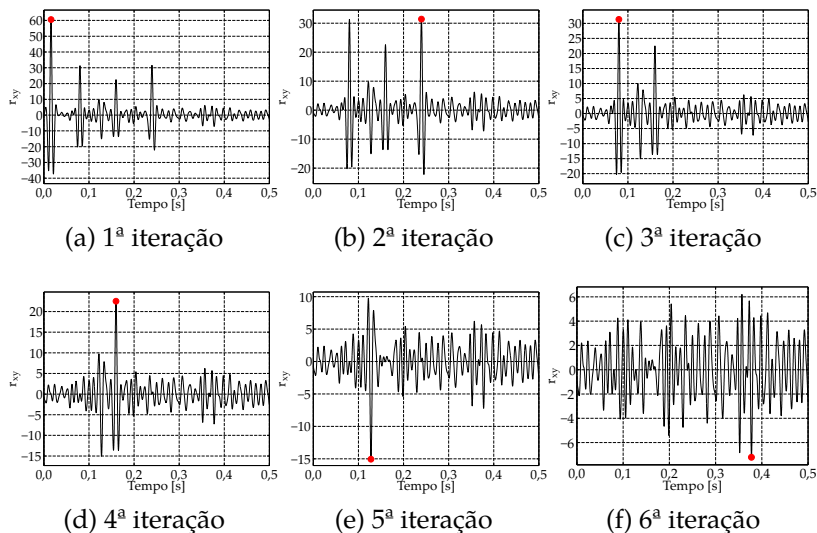 60
50
40
30
20
10
0
−10
−20
−30
−40
r_xy
0,0 0,1 0,2 0,3 0,4 0,5
Tempo [s]
(a) 1ª iteração
30
20
10
0
−10
−20
r_xy
0,0 0,1 0,2 0,3 0,4 0,5
Tempo [s]
(b) 2ª iteração
30
25
20
15
10
5
0
−5
−10
−15
−20
r_xy
0,0 0,1 0,2 0,3 0,4 0,5
Tempo [s]
(c) 3ª iteração
20
15
10
5
0
−5
−10
−15
r_xy
0,0 0,1 0,2 0,3 0,4 0,5
Tempo [s]
(d) 4ª iteração
10
5
0
−5
−10
−15
r_xy
0,0 0,1 0,2 0,3 0,4 0,5
Tempo [s]
(e) 5ª iteração
6
4
2
0
−2
−4
−6
r_xy
0,0 0,1 0,2 0,3 0,4 0,5
Tempo [s]
(f) 6ª iteração